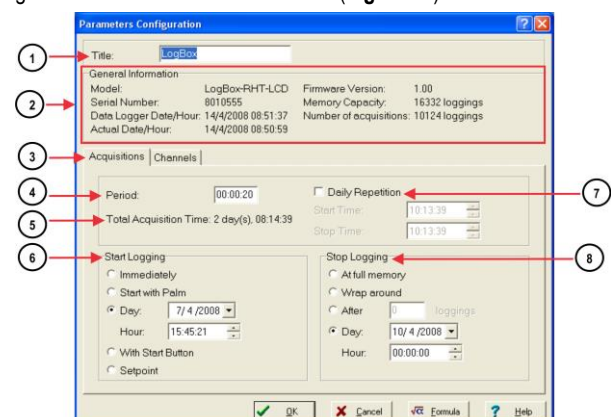 Parameters Configuration
1
Title: LogBox
General Information
Model: LogBox-RHT-LCD Firmware Version: 1.00
2
Serial Number: 8010555 Memory Capacity: 16332 loggings
Data Logger Date/Hour: 14/4/2008 08:51:37 Number of acquisitions: 10124 loggings
Actual Date/Hour: 14/4/2008 08:50:59
3
Acquisitions Channels
4
Period: 00:00:20 Daily Repetition
7
Start Time: 10:13:39
5
Total Acquisition Time: 2 day(s), 08:14:39
Stop Time: 10:13:39
6
Start Logging Stop Logging
8
Immediately At full memory
Start with Palm Wrap around
Day: 7/ 4 /2008 After 0 loggings
Hour: 15:45:21 Day: 10/ 4 /2008
With Start Button Hour: 00:00:00
Setpoint
OK Cancel Formula Help